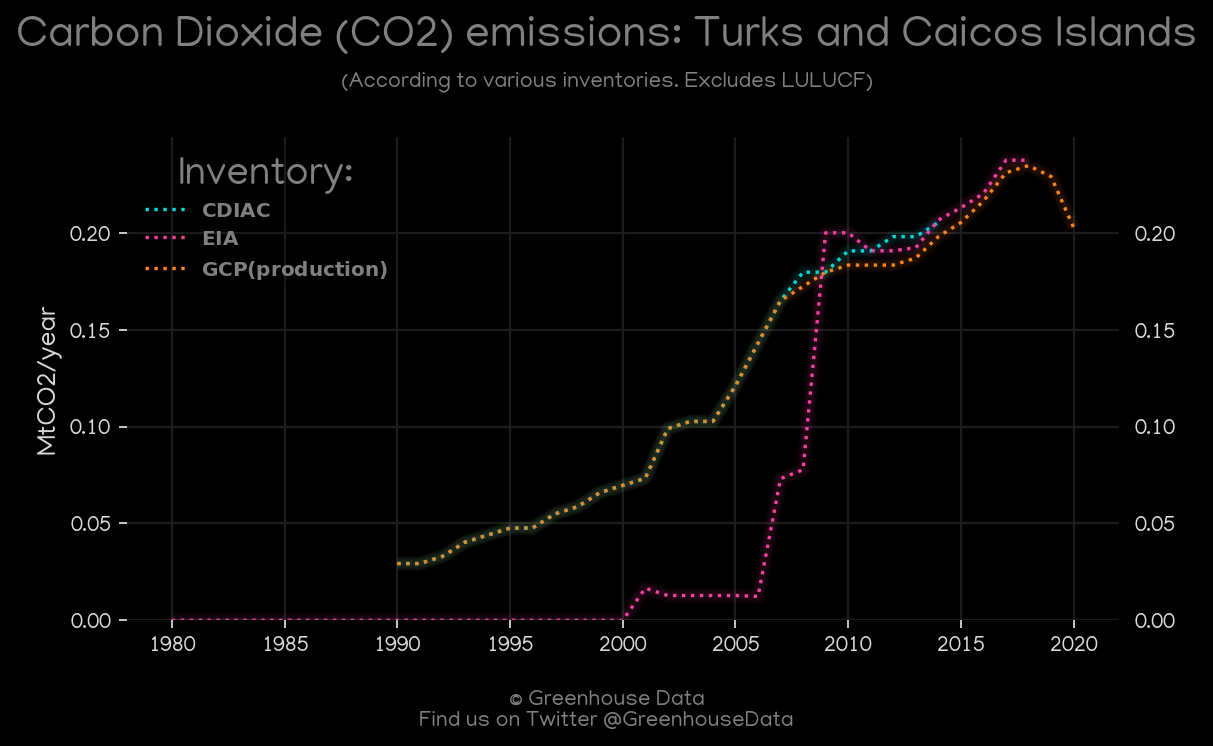 Carbon Dioxide (CO2) emissions: Turks and Caicos Islands
(According to various inventories. Excludes LULUCF)
Inventory:
CDIAC
EIA
GCP(production)
MtCO2/year
0.20
0.15
0.10
0.05
0.00
0.20
0.15
0.10
0.05
0.00
1980 1985 1990 1995 2000 2005 2010 2015 2020
© Greenhouse Data
Find us on Twitter @GreenhouseData